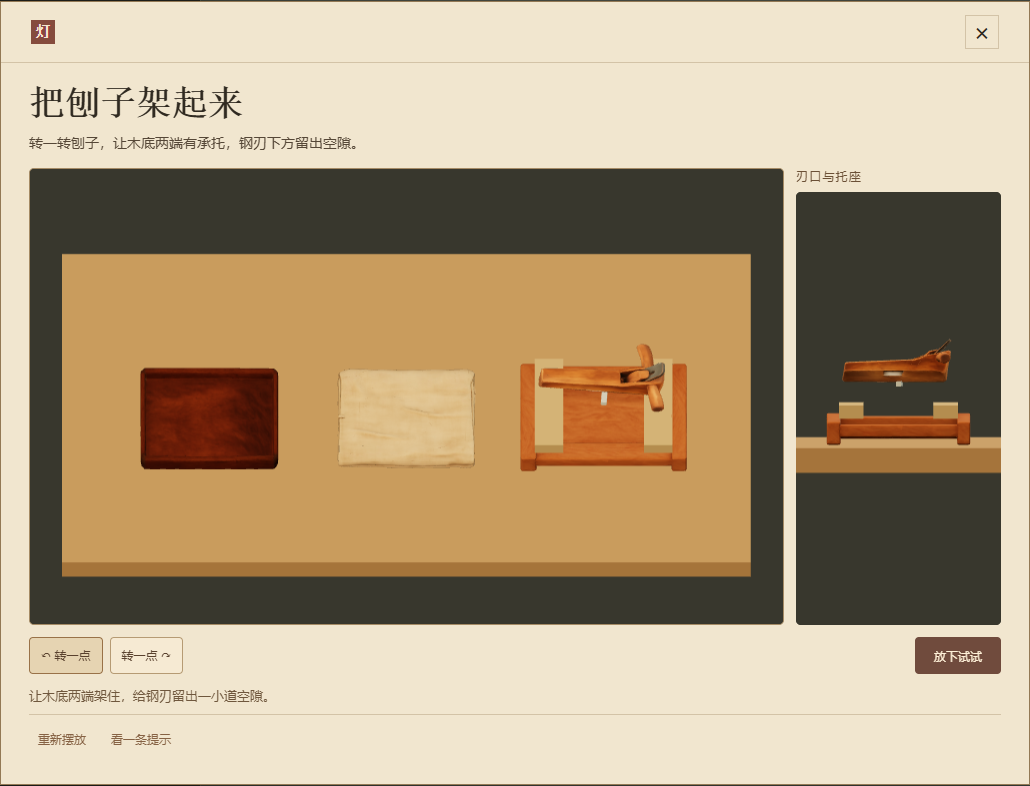 灯
×
把刨子架起来
转一转刨子，让木底两端有承托，钢刃下方留出空隙。
刃口与托座
↶ 转一点
转一点 ↷
放下试试
让木底两端架住，给钢刃留出一小道空隙。
重新摆放
看一条提示